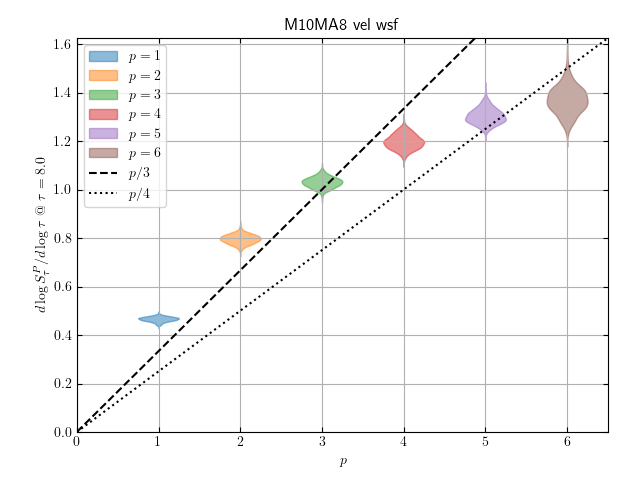 M10MA8 vel wsf
1.6
1.4
1.2
1.0
0.8
0.6
0.4
0.2
0.0
d log S_τ^P / d log τ @ τ = 8.0
p = 1
p = 2
p = 3
p = 4
p = 5
p = 6
p/3
p/4
0 1 2 3 4 5 6
p